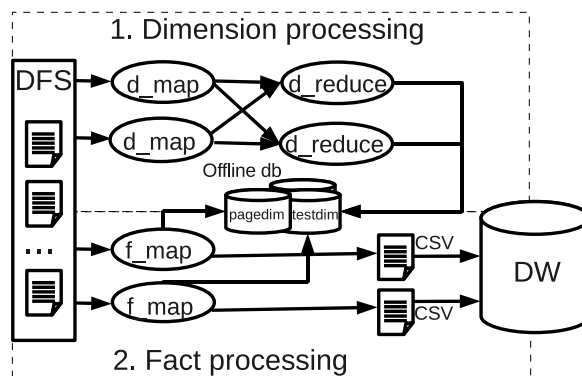 1. Dimension processing
DFS
d_map
d_reduce
d_map
d_reduce
Offline db
pagedim
testdim
f_map
CSV
DW
...
f_map
CSV
2. Fact processing